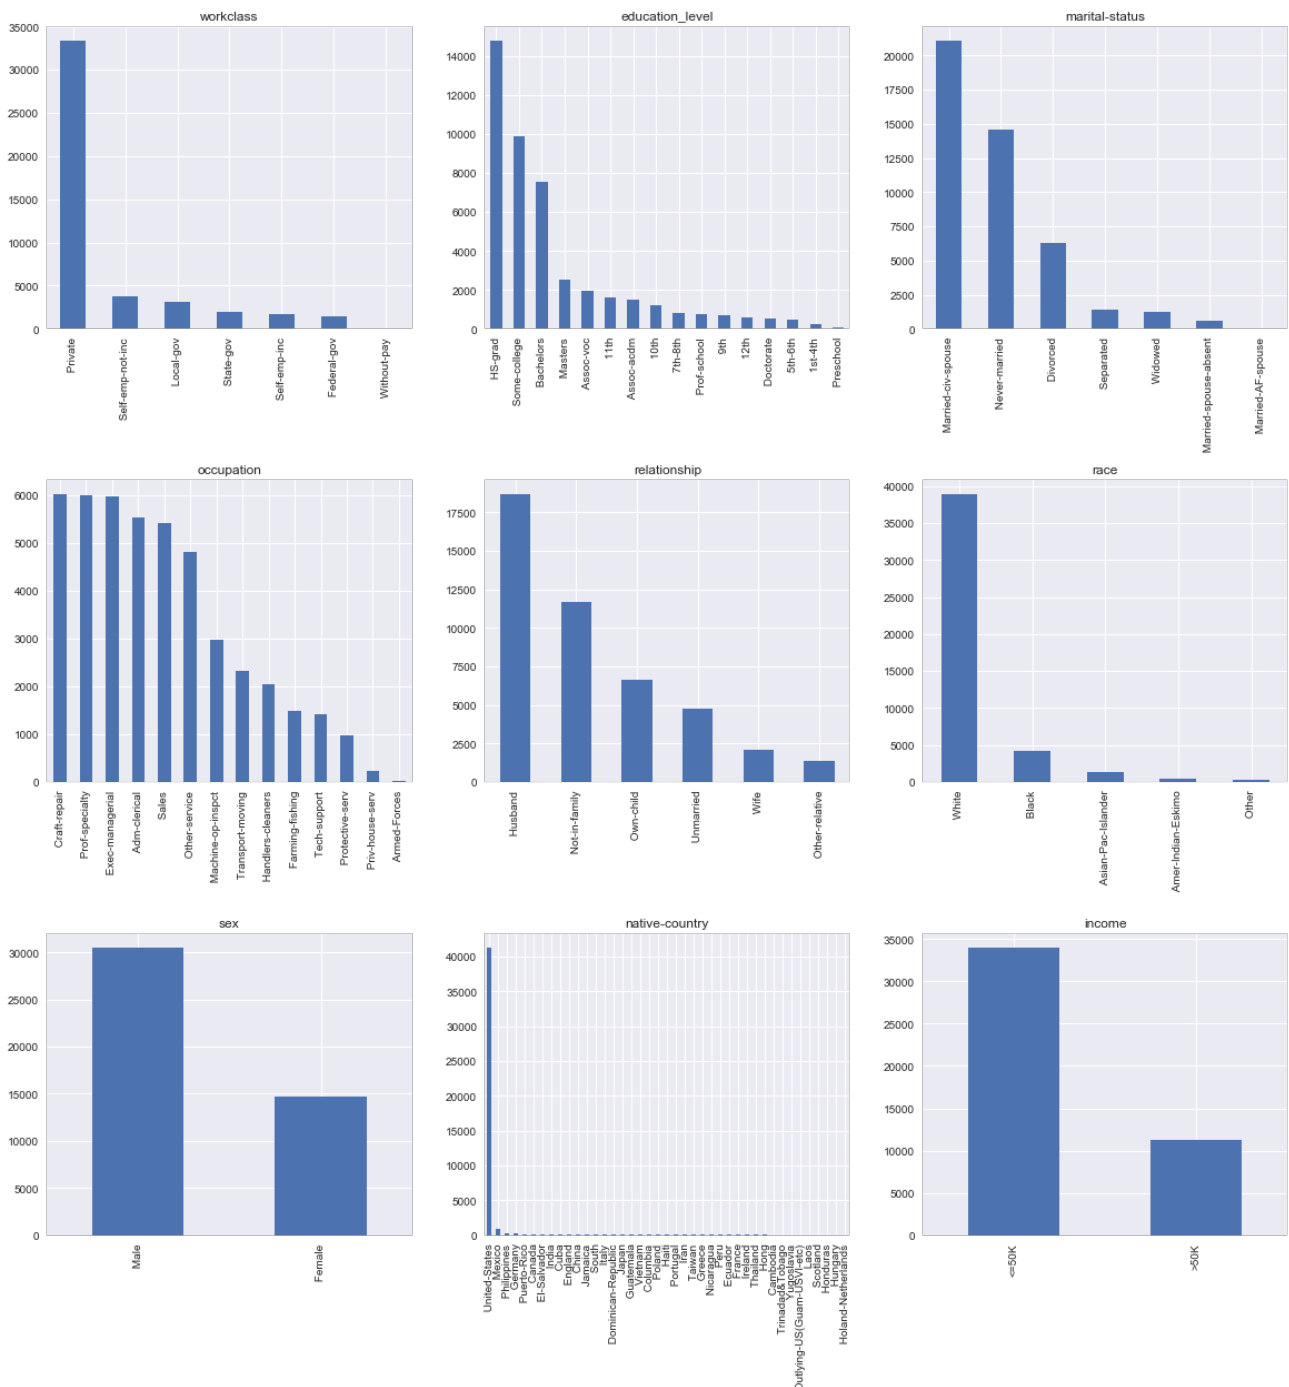 workclass
35000
30000
25000
20000
15000
10000
5000
0
Private
Self-emp-not-inc
Local-gov
State-gov
Self-emp-inc
Federal-gov
Without-pay
education_level
14000
12000
10000
8000
6000
4000
2000
0
HS-grad
Some-college
Bachelors
Masters
Assoc-voc
11th
Assoc-acdm
10th
7th-8th
Prof-school
9th
12th
Doctorate
5th-6th
1st-4th
Preschool
marital-status
20000
17500
15000
12500
10000
7500
5000
2500
0
Married-civ-spouse
Never-married
Divorced
Separated
Widowed
Married-spouse-absent
Married-AF-spouse
occupation
6000
5000
4000
3000
2000
1000
0
Craft-repair
Prof-specialty
Exec-managerial
Adm-clerical
Sales
Other-service
Machine-op-inspct
Transport-moving
Handlers-cleaners
Farming-fishing
Tech-support
Protective-serv
Priv-house-serv
Armed-Forces
relationship
17500
15000
12500
10000
7500
5000
2500
0
Husband
Not-in-family
Own-child
Unmarried
Wife
Other-relative
race
40000
35000
30000
25000
20000
15000
10000
5000
0
White
Black
Asian-Pac-Islander
Amer-Indian-Eskimo
Other
sex
30000
25000
20000
15000
10000
5000
0
Male
Female
native-country
40000
35000
30000
25000
20000
15000
10000
5000
0
United-States
Mexico
Philippines
Germany
Puerto-Rico
Canada
El-Salvador
India
Cuba
England
China
Jamaica
South
Italy
Dominican-Republic
Japan
Guatemala
Vietnam
Columbia
Poland
Haiti
Portugal
Iran
Taiwan
Greece
Nicaragua
Peru
Ecuador
France
Ireland
Thailand
Hong
Cambodia
Trinadad&Tobago
Yugoslavia
Outlying-US(Guam-USVI-etc)
Laos
Scotland
Honduras
Hungary
Holand-Netherlands
income
35000
30000
25000
20000
15000
10000
5000
0
<=50K
>50K